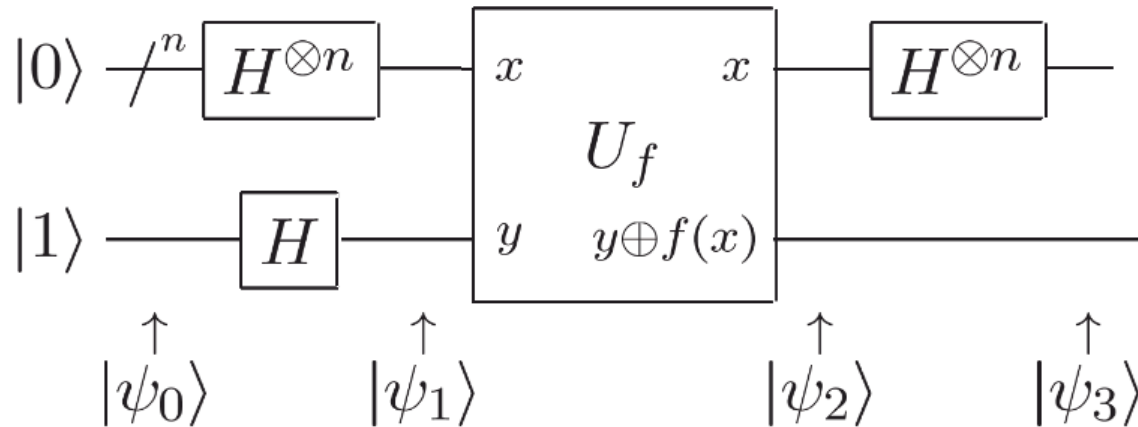 |0⟩ n H⊗n x x H⊗n
U_f
|1⟩ H y y⊕f(x)
↑ ↑ ↑ ↑
|ψ₀⟩ |ψ₁⟩ |ψ₂⟩ |ψ₃⟩